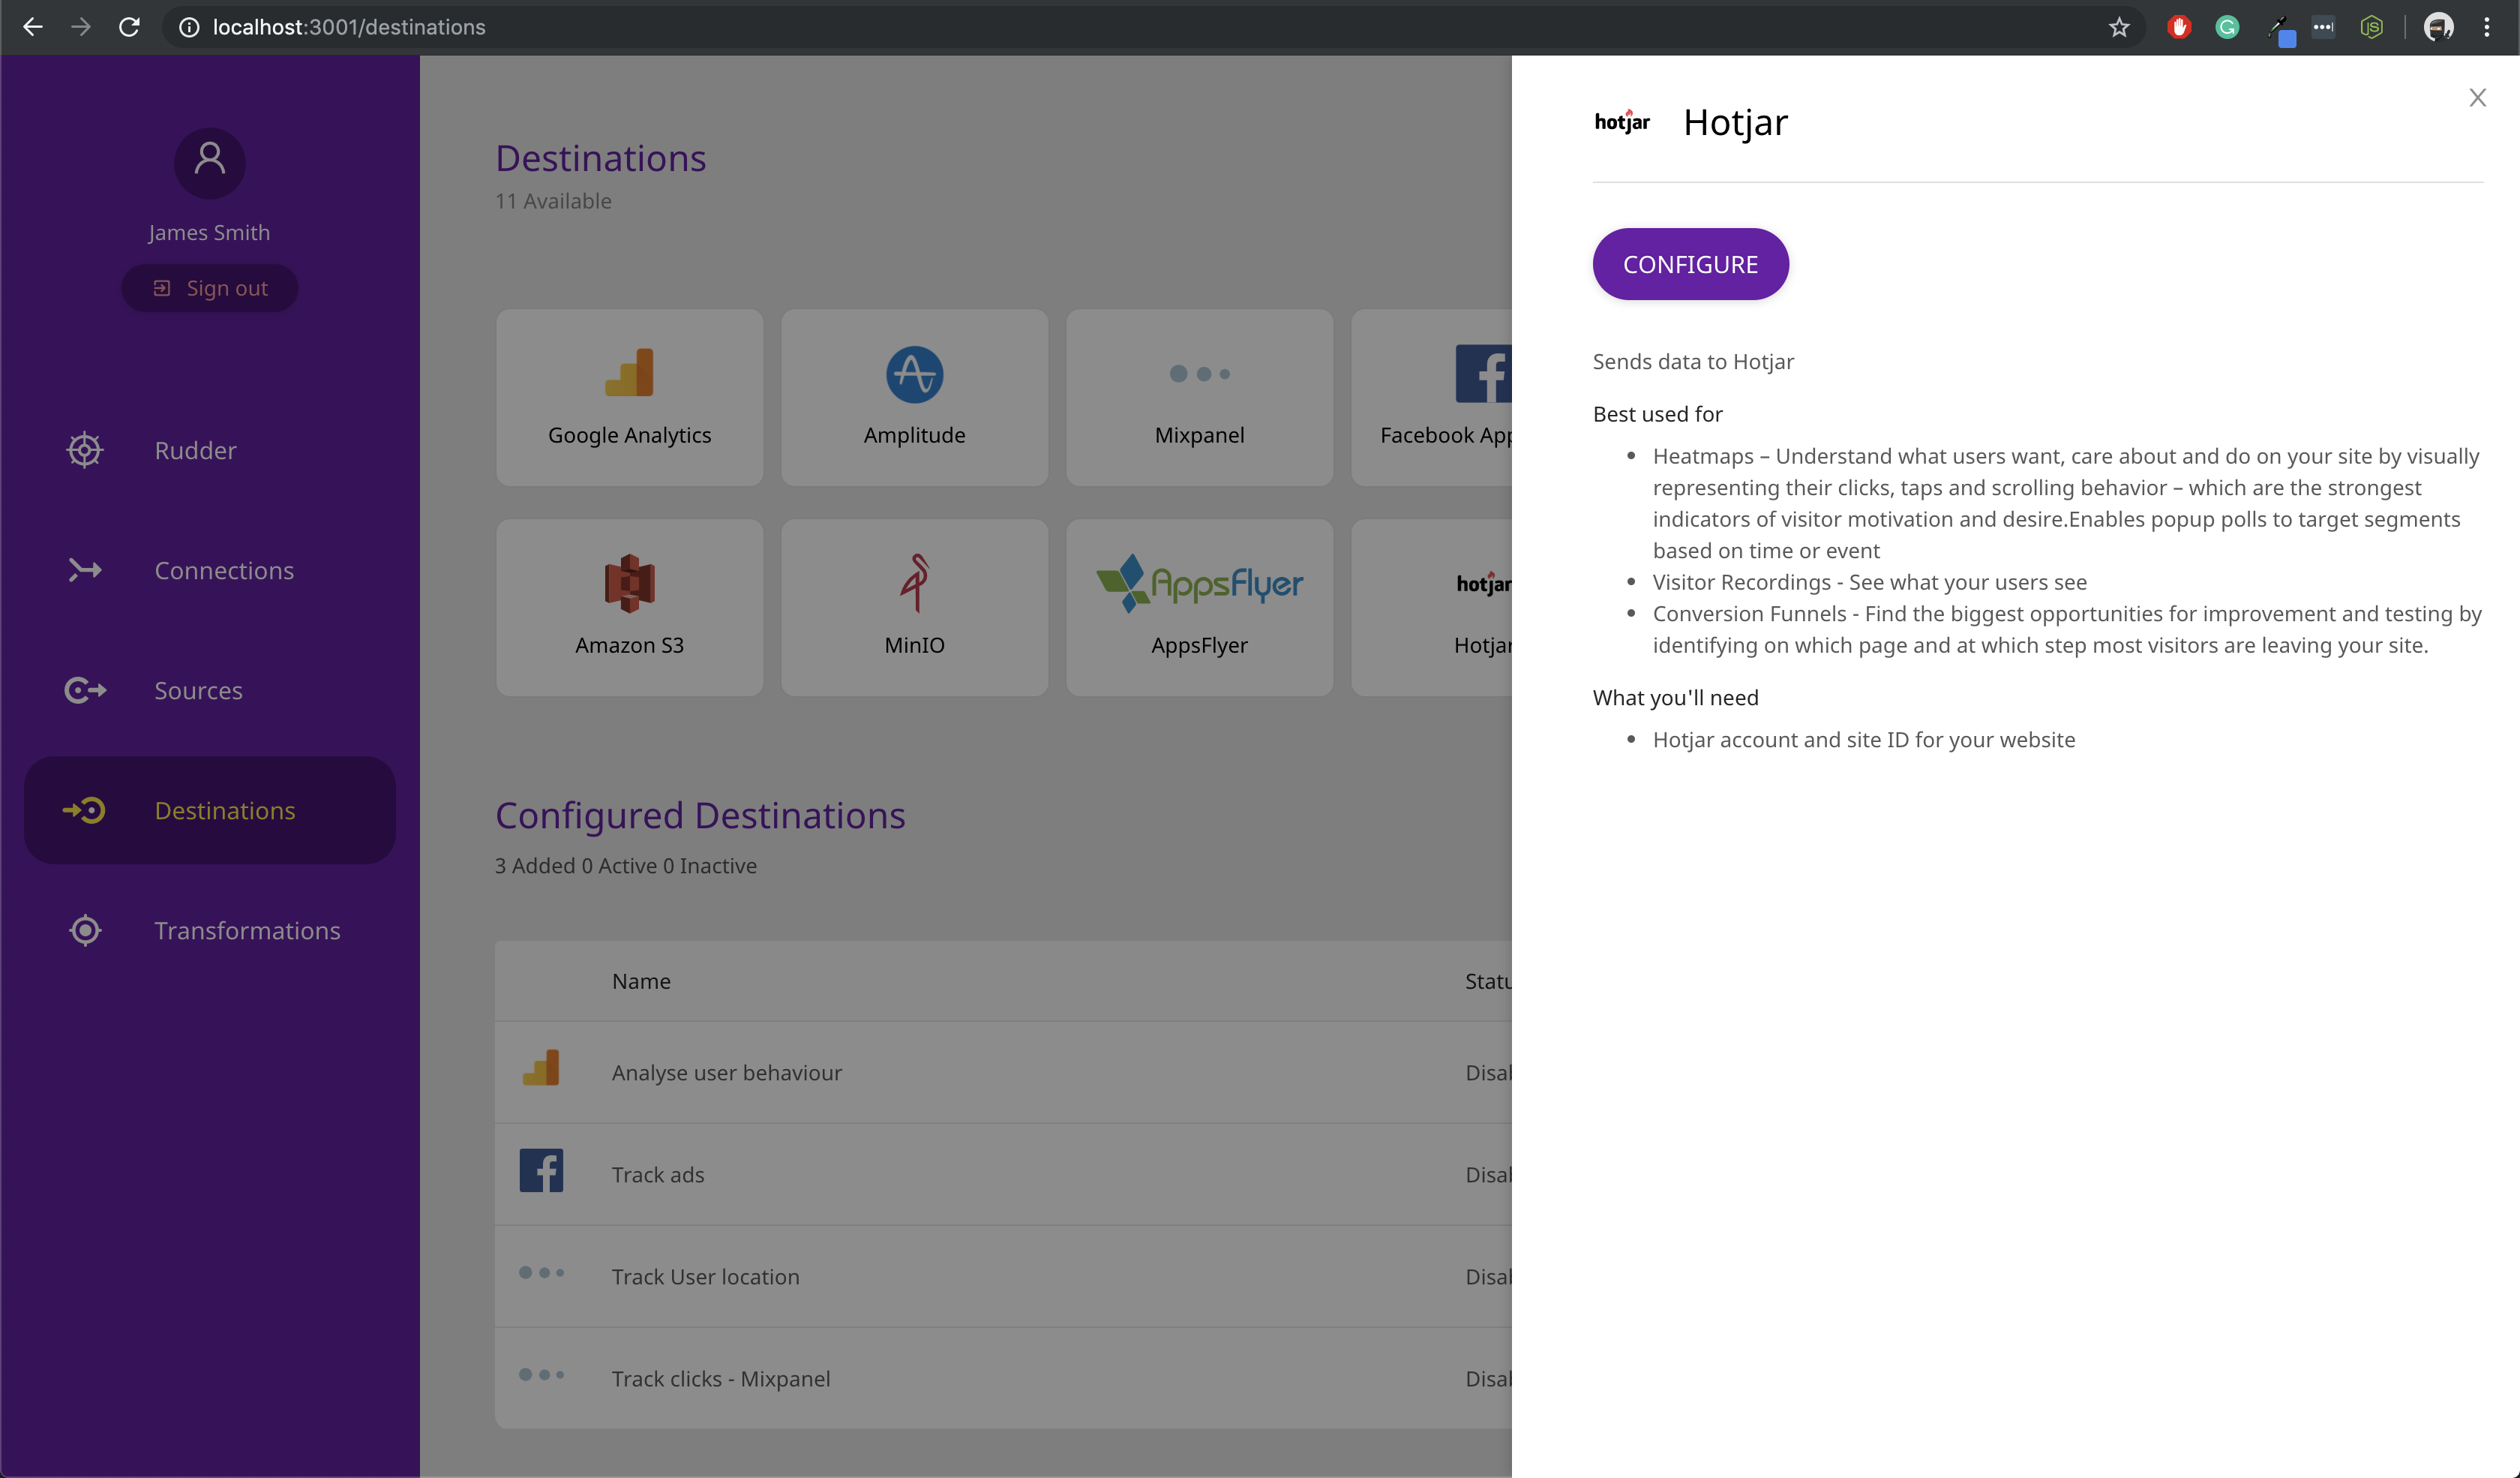 localhost:3001/destinations
James Smith
Sign out
Rudder
Connections
Sources
Destinations
Transformations
Destinations
11 Available
Google Analytics
Amplitude
Mixpanel
Facebook App
Amazon S3
MinIO
AppsFlyer
AppsFlyer
hotjar
Hotjar
Configured Destinations
3 Added 0 Active 0 Inactive
Name
Statu
Analyse user behaviour
Disab
Track ads
Disab
Track User location
Disab
Track clicks - Mixpanel
Disab
hotjar
Hotjar
CONFIGURE
Sends data to Hotjar
Best used for
Heatmaps – Understand what users want, care about and do on your site by visually
representing their clicks, taps and scrolling behavior – which are the strongest
indicators of visitor motivation and desire.Enables popup polls to target segments
based on time or event
Visitor Recordings - See what your users see
Conversion Funnels - Find the biggest opportunities for improvement and testing by
identifying on which page and at which step most visitors are leaving your site.
What you'll need
Hotjar account and site ID for your website